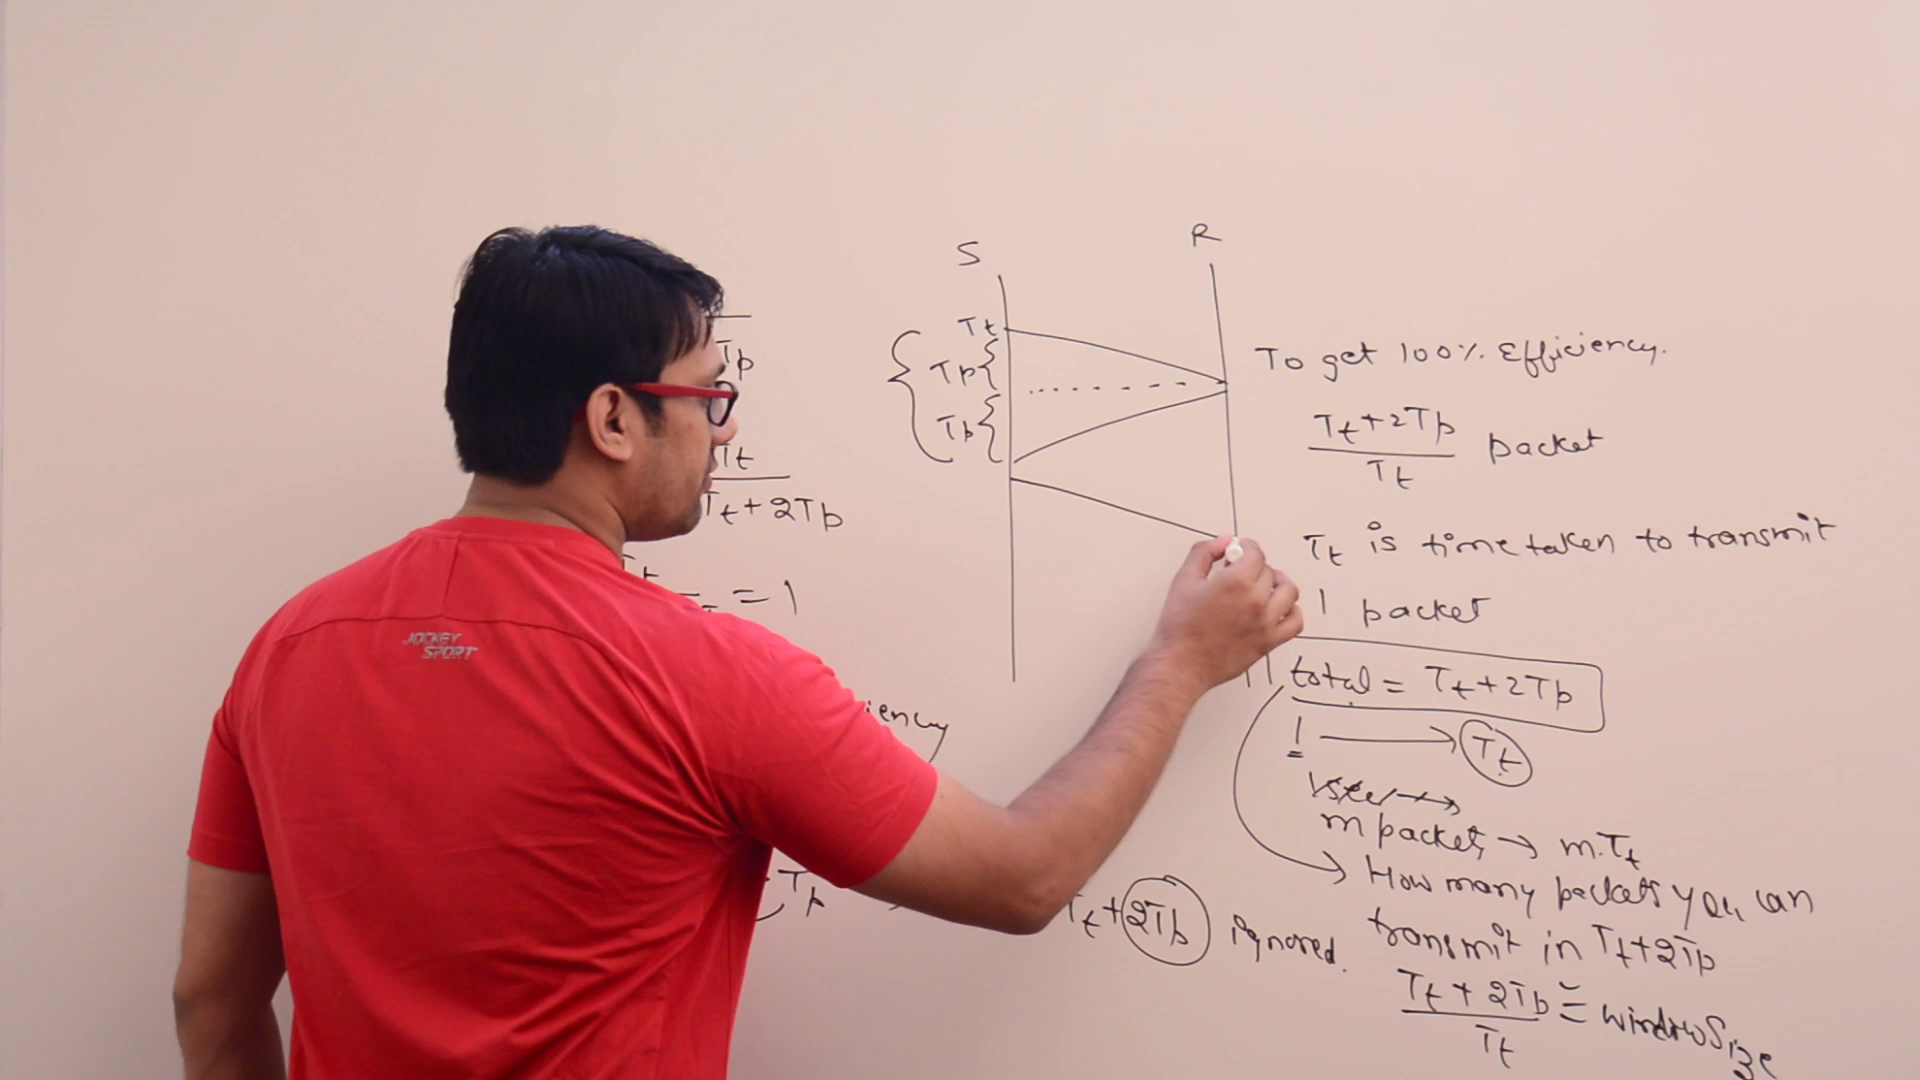 S
R
Tt
Tp
Tp
Tp
Tt
Tt+2Tp
= 1
To get 100% Efficiency.
Tt+2Tp
Tt
packet
Tt is time taken to transmit
1 packet
total = Tt+2Tp
1 → Tt
m packets → m.Tt
How many packets you can
transmit in Tt+2Tp
Tt+2Tp ignored.
Tt + 2Tp = window Size
Tt
iency
Tp
JOCKEY
SPORT